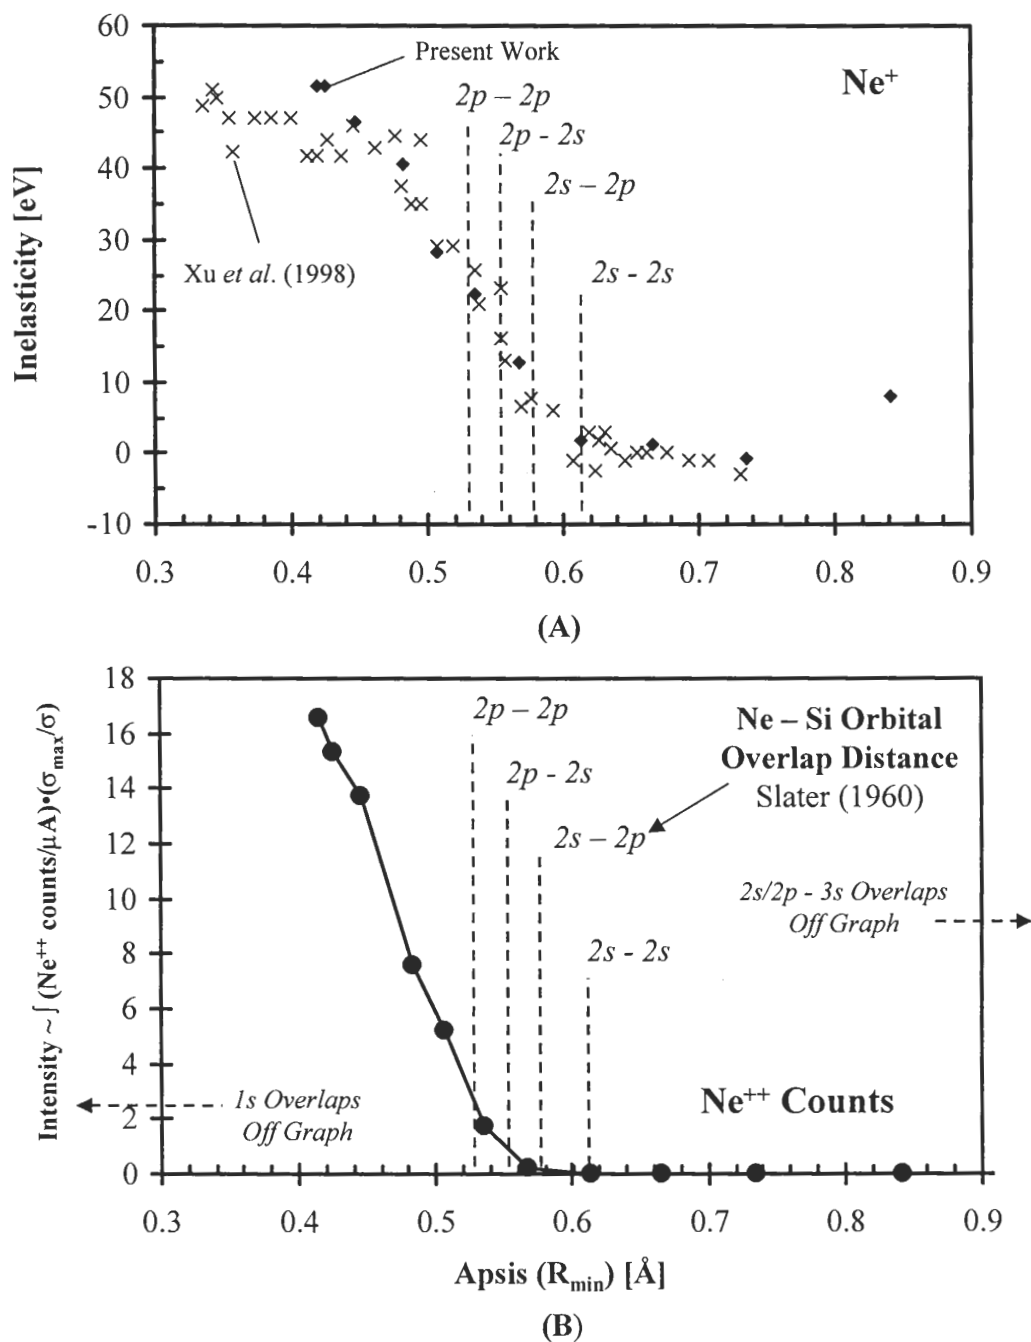 60
50
40
30
20
10
0
-10
Inelasticity [eV]
Present Work
Ne⁺
2p – 2p
2p - 2s
2s – 2p
2s - 2s
Xu et al. (1998)
0.3 0.4 0.5 0.6 0.7 0.8 0.9
(A)
18
16
14
12
10
8
6
4
2
0
Intensity ~ ∫ (Ne⁺⁺ counts/μA)•(σmax/σ)
2p – 2p
2p - 2s
2s – 2p
2s - 2s
Ne – Si Orbital
Overlap Distance
Slater (1960)
2s/2p - 3s Overlaps
Off Graph
1s Overlaps
Off Graph
Ne⁺⁺ Counts
0.3 0.4 0.5 0.6 0.7 0.8 0.9
Apsis (Rmin) [Å]
(B)